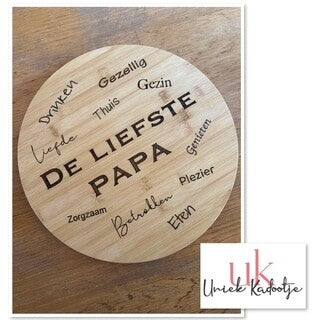 Gezellig
Drinken
Gezin
Thuis
Liefde
Genieten
DE LIEFSTE
PAPA
Plezier
Zorgzaam
Betrokken
Eten
uk
Uniek Kadootje